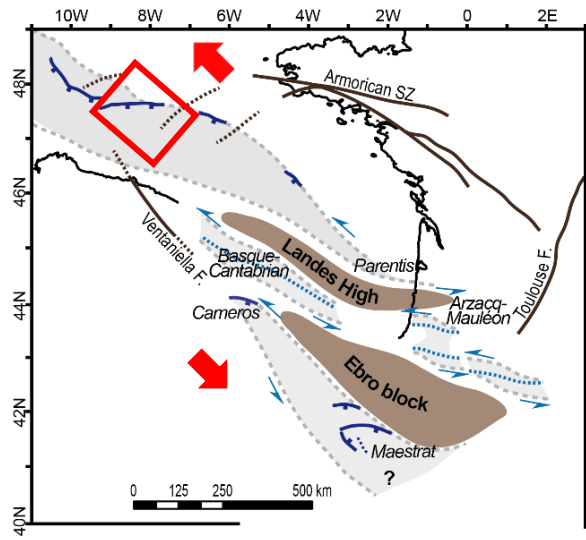 10W 8W 6W 4W 2W 0 2E
48N
46N
44N
42N
40N
Armorican SZ
Ventaniella F.
Basque-
Cantabrian
Landes High
Parentis
Arzacq-
Mauléon
Toulouse F.
Cameros
Ebro block
Maestrat
?
0 125 250 500 km